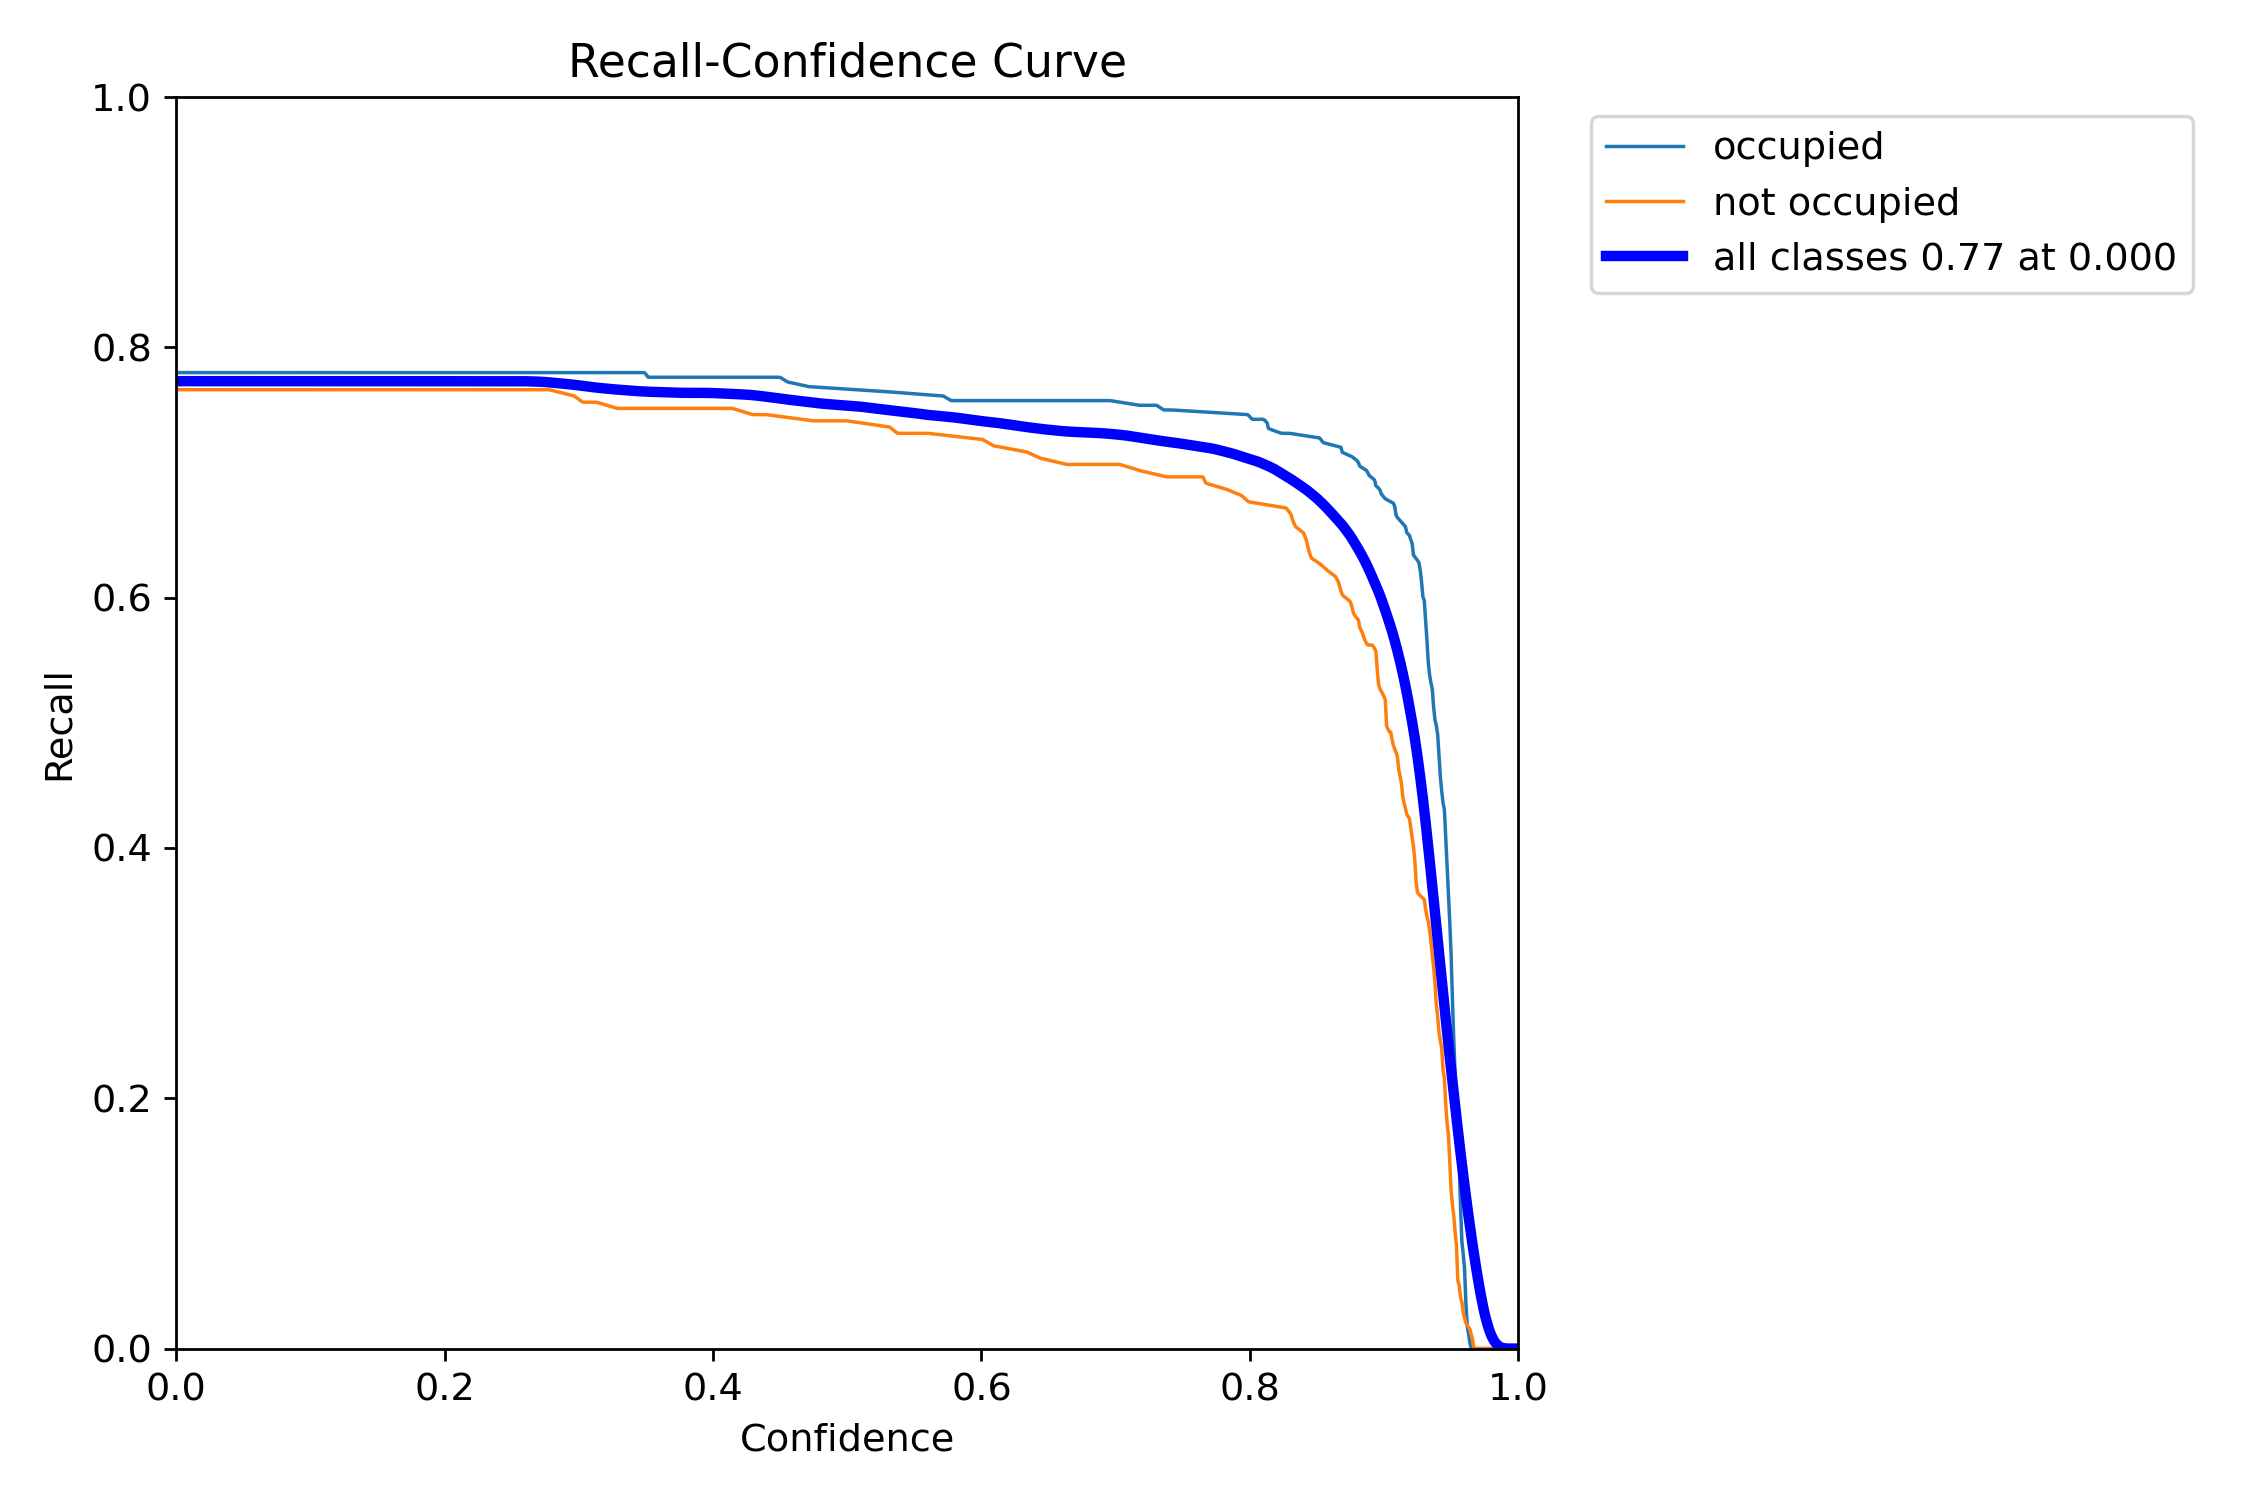 Recall-Confidence Curve
1.0
0.8
0.6
0.4
0.2
0.0
Recall
0.0 0.2 0.4 0.6 0.8 1.0
Confidence
occupied
not occupied
all classes 0.77 at 0.000